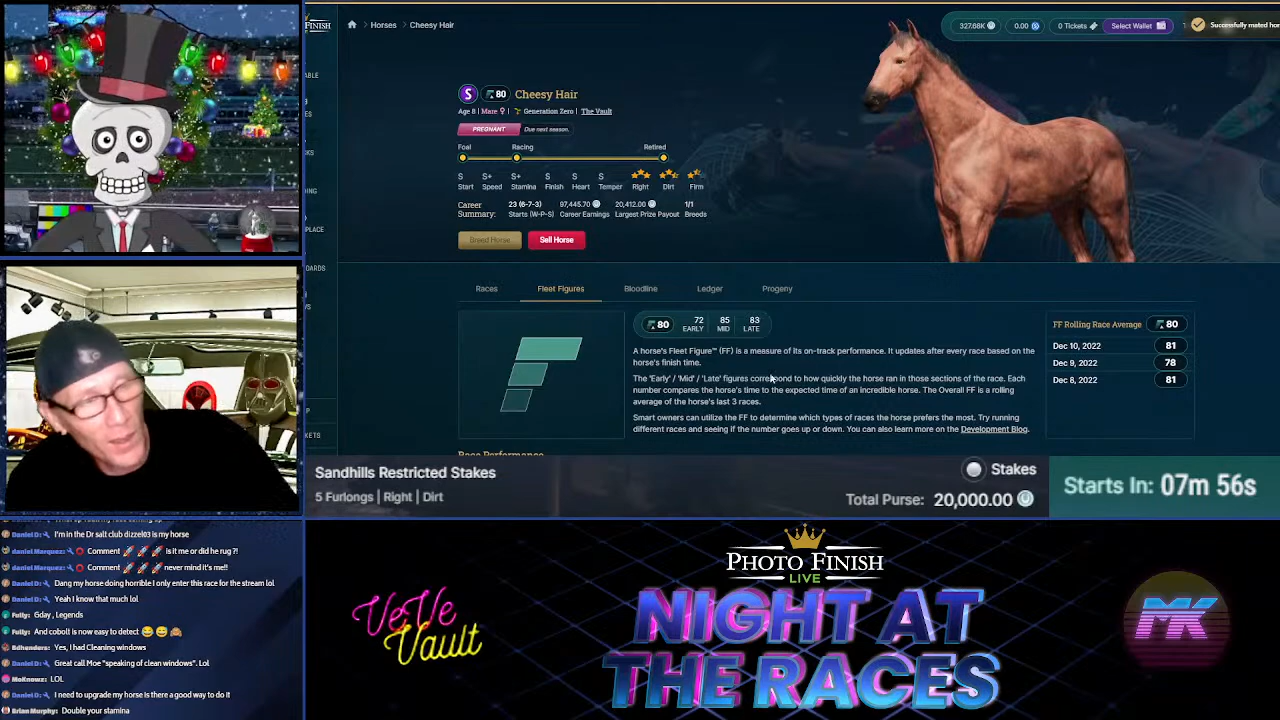 FINISH
Horses > Cheesy Hair
327.68K
0.00
0 Tickets
Select Wallet
Successfully mated hor
S 80 Cheesy Hair
Age 8 | Mare | Generation Zero | The Vault
PREGNANT Due next season.
Foal Racing Retired
S S+ S+ S S S
Start Speed Stamina Finish Heart Temper Right Dirt Firm
Career Summary:
23 (6-7-3) 97,445.70 20,412.00 1/1
Starts (W-P-S) Career Earnings Largest Prize Payout Breeds
Breed Horse Sell Horse
Races Fleet Figures Bloodline Ledger Progeny
80 72 EARLY 85 MID 83 LATE
A horse's Fleet Figure™ (FF) is a measure of its on-track performance. It updates after every race based on the
horse's finish time.
The 'Early' / 'Mid' / 'Late' figures correspond to how quickly the horse ran in those sections of the race. Each
number compares the horse's time to the expected time of an incredible horse. The Overall FF is a rolling
average of the horse's last 3 races.
Smart owners can utilize the FF to determine which types of races the horse prefers the most. Try running
different races and seeing if the number goes up or down. You can also learn more on the Development Blog.
FF Rolling Race Average 80
Dec 10, 2022 81
Dec 9, 2022 78
Dec 8, 2022 81
Sandhills Restricted Stakes
5 Furlongs | Right | Dirt
Stakes
Total Purse: 20,000.00
Starts In: 07m 56s
Daniel D: I'm in the Dr salt club dizzel03 is my horse
daniel Marquez: Comment 🚀 🚀 🚀 is it me or did he rug ?!
daniel Marquez: Comment 🚀 🚀 🚀 never mind it's me!!
Daniel D: Dang my horse doing horrible I only enter this race for the stream lol
Daniel D: Yeah I know that much lol
Fully: Gday , Legends
Fully: And cobolt is now easy to detect 😂 😅 🙈
Edhendera: Yes, I had Cleaning windows
Daniel D: Great call Moe "speaking of clean windows". Lol
MoKnowz: LOL
Daniel D: I need to upgrade my horse is there a good way to do it
Brian Murphy: Double your stamina
VeVe
Vault
PHOTO FINISH
LIVE
NIGHT AT
THE RACES
MK